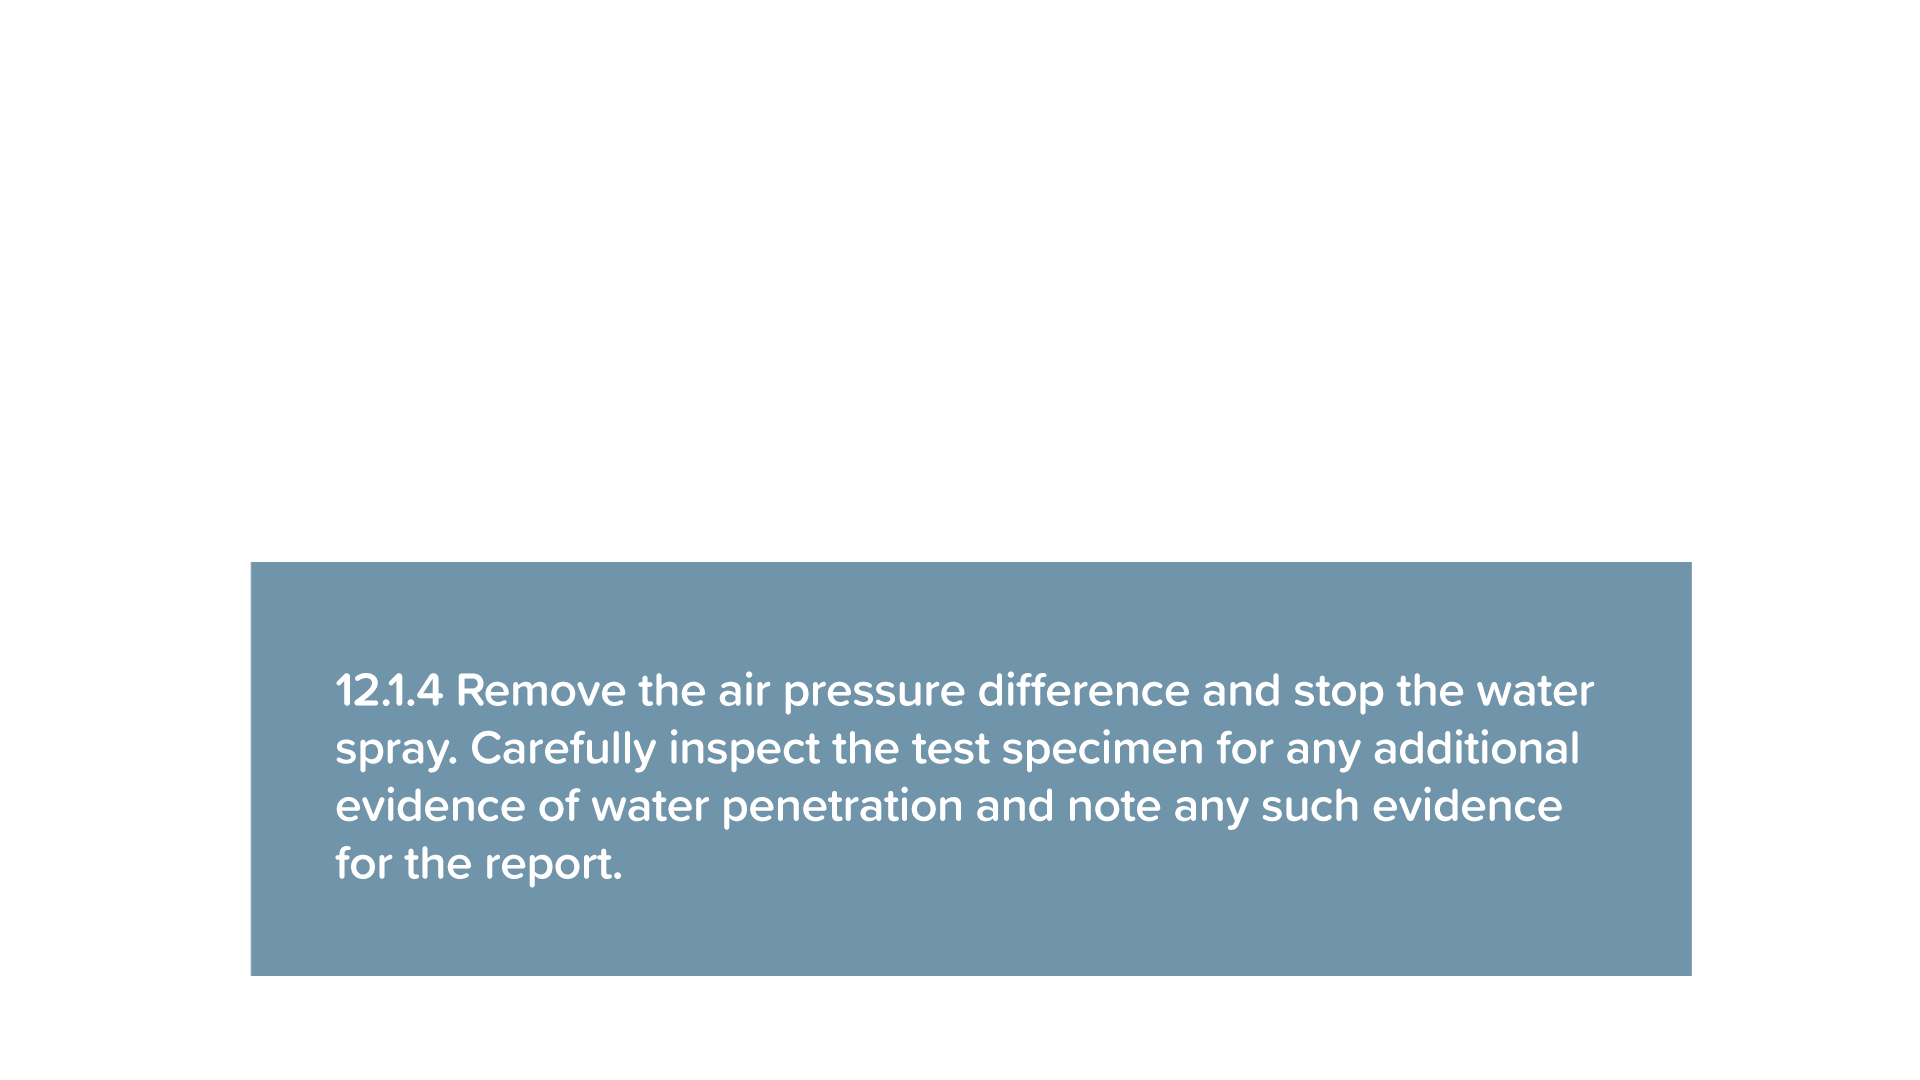 12.1.4 Remove the air pressure difference and stop the water
spray. Carefully inspect the test specimen for any additional
evidence of water penetration and note any such evidence
for the report.